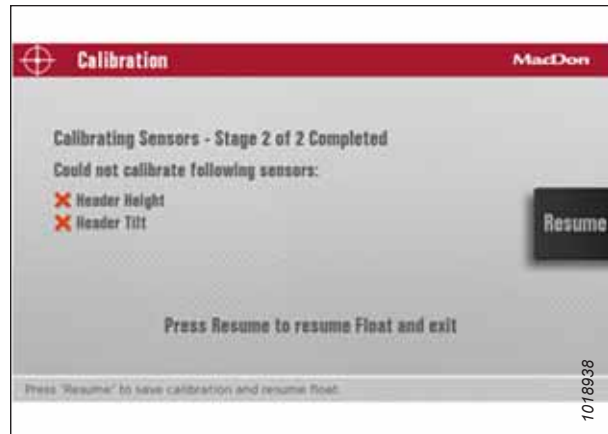 Calibration
MacDon
Calibrating Sensors - Stage 2 of 2 Completed
Could not calibrate following sensors:
Header Height
Header Tilt
Resume
Press Resume to resume Float and exit
Press 'Resume' to save calibration and resume float.
1018938